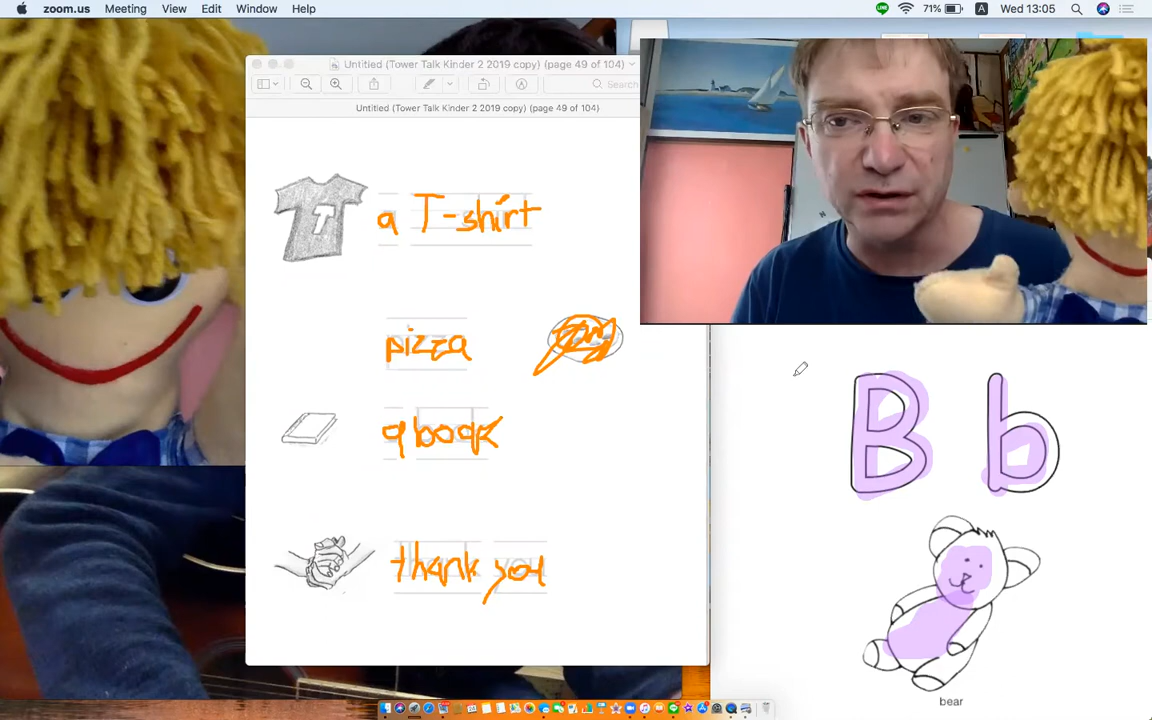 zoom.us Meeting View Edit Window Help 71% A Wed 13:05
Untitled (Tower Talk Kinder 2 2019 copy) (page 49 of 104)
Search
Untitled (Tower Talk Kinder 2 2019 copy) (page 49 of 104)
T
a T-shirt
pizza
a book
thank you
B b
bear